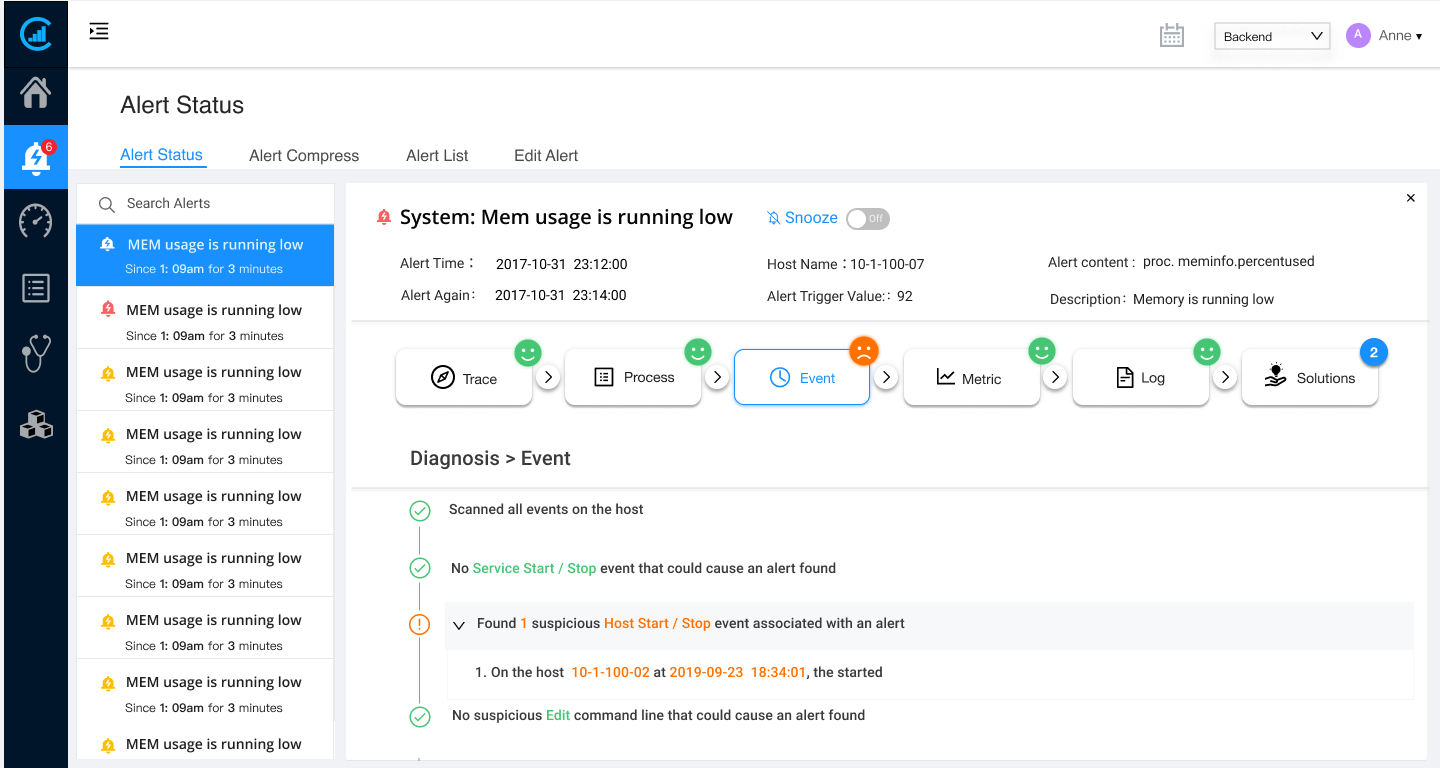 Backend
A
Anne
Alert Status
6
Alert Status
Alert Compress
Alert List
Edit Alert
Search Alerts
MEM usage is running low
Since 1: 09am for 3 minutes
MEM usage is running low
Since 1: 09am for 3 minutes
MEM usage is running low
Since 1: 09am for 3 minutes
MEM usage is running low
Since 1: 09am for 3 minutes
MEM usage is running low
Since 1: 09am for 3 minutes
MEM usage is running low
Since 1: 09am for 3 minutes
MEM usage is running low
Since 1: 09am for 3 minutes
MEM usage is running low
Since 1: 09am for 3 minutes
MEM usage is running low
System: Mem usage is running low
Snooze
Off
Alert Time : 2017-10-31 23:12:00
Host Name : 10-1-100-07
Alert content : proc. meminfo.percentused
Alert Again: 2017-10-31 23:14:00
Alert Trigger Value:: 92
Description: Memory is running low
Trace
Process
Event
Metric
Log
2
Solutions
Diagnosis > Event
Scanned all events on the host
No Service Start / Stop event that could cause an alert found
Found 1 suspicious Host Start / Stop event associated with an alert
1. On the host 10-1-100-02 at 2019-09-23 18:34:01, the started
No suspicious Edit command line that could cause an alert found